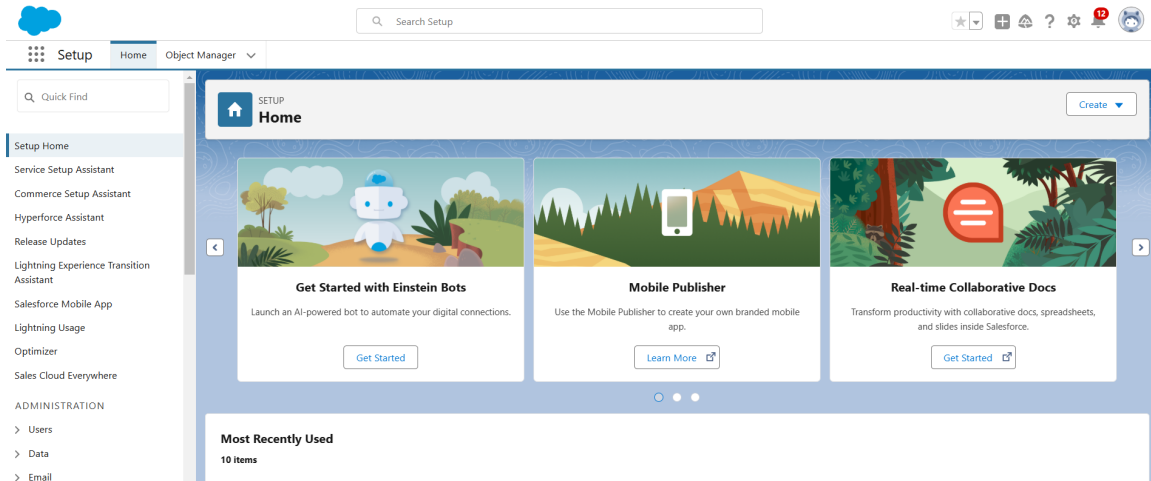 Search Setup
12
Setup
Home
Object Manager
Quick Find
Setup Home
Service Setup Assistant
Commerce Setup Assistant
Hyperforce Assistant
Release Updates
Lightning Experience Transition
Assistant
Salesforce Mobile App
Lightning Usage
Optimizer
Sales Cloud Everywhere
ADMINISTRATION
Users
Data
Email
SETUP
Home
Create
Get Started with Einstein Bots
Launch an AI-powered bot to automate your digital connections.
Get Started
Mobile Publisher
Use the Mobile Publisher to create your own branded mobile
app.
Learn More
Real-time Collaborative Docs
Transform productivity with collaborative docs, spreadsheets,
and slides inside Salesforce.
Get Started
Most Recently Used
10 items